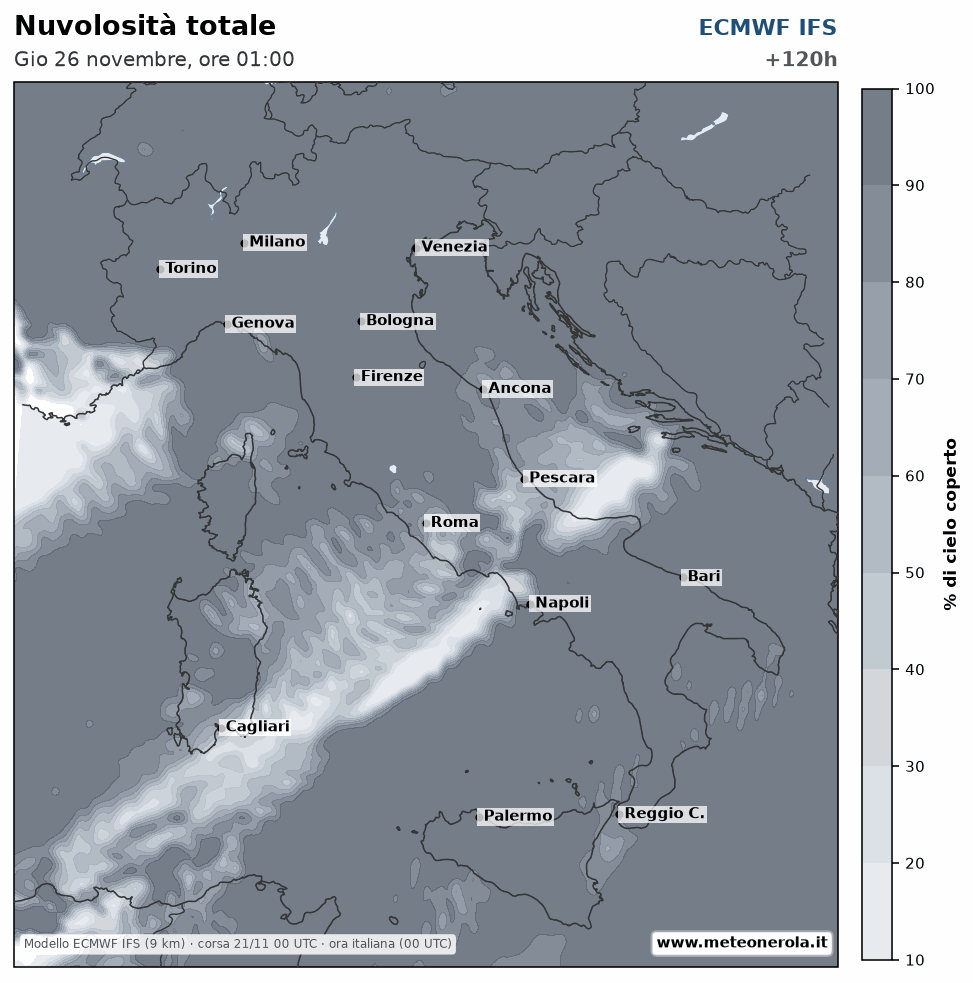 Nuvolosità totale
ECMWF IFS
Gio 26 novembre, ore 01:00
+120h
100
90
80
70
60
50
40
30
20
10
% di cielo coperto
Milano
Venezia
Torino
Genova
Bologna
Firenze
Ancona
Pescara
Roma
Bari
Napoli
Cagliari
Palermo
Reggio C.
Modello ECMWF IFS (9 km) · corsa 21/11 00 UTC · ora italiana (00 UTC)
www.meteonerola.it